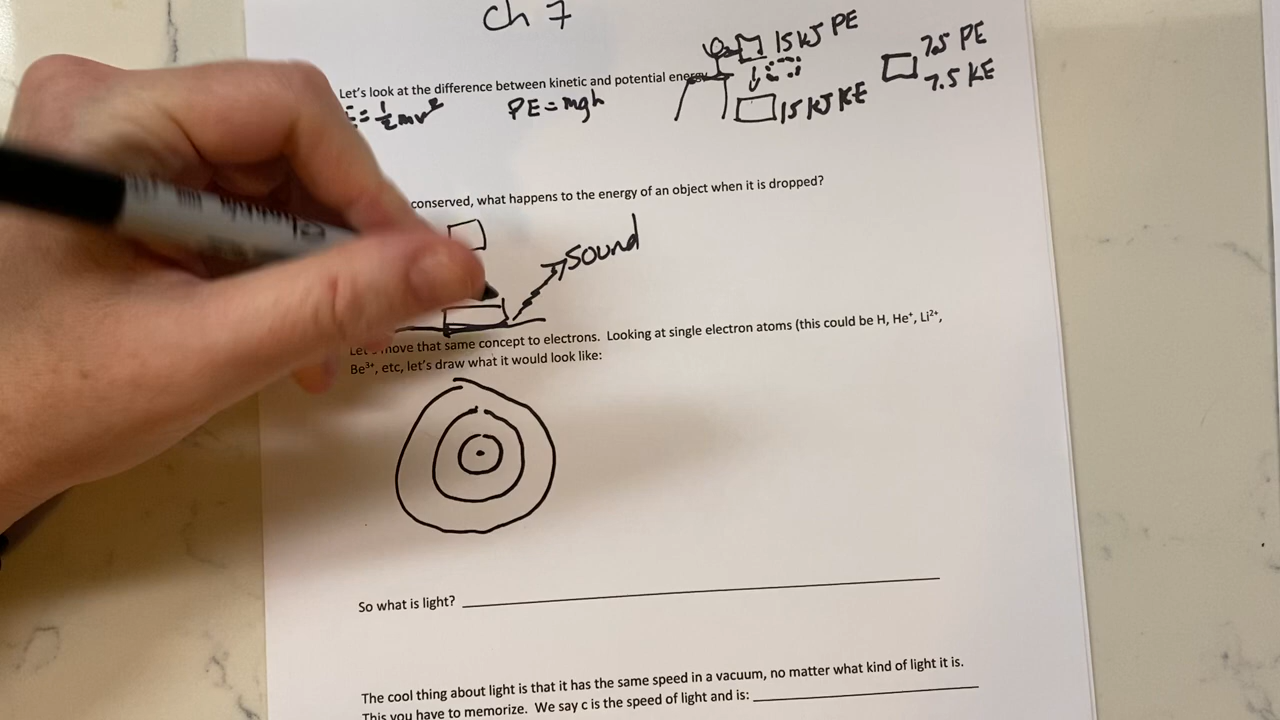 Ch 7
15 kJ PE
7.5 PE
7.5 KE
15 kJ KE
Let's look at the difference between kinetic and potential energy.
E = ½mv²
PE = mgh
conserved, what happens to the energy of an object when it is dropped?
Sound
Let's move that same concept to electrons. Looking at single electron atoms (this could be H, He⁺, Li²⁺,
Be³⁺, etc, let's draw what it would look like:
So what is light?
The cool thing about light is that it has the same speed in a vacuum, no matter what kind of light it is.
This you have to memorize. We say c is the speed of light and is: